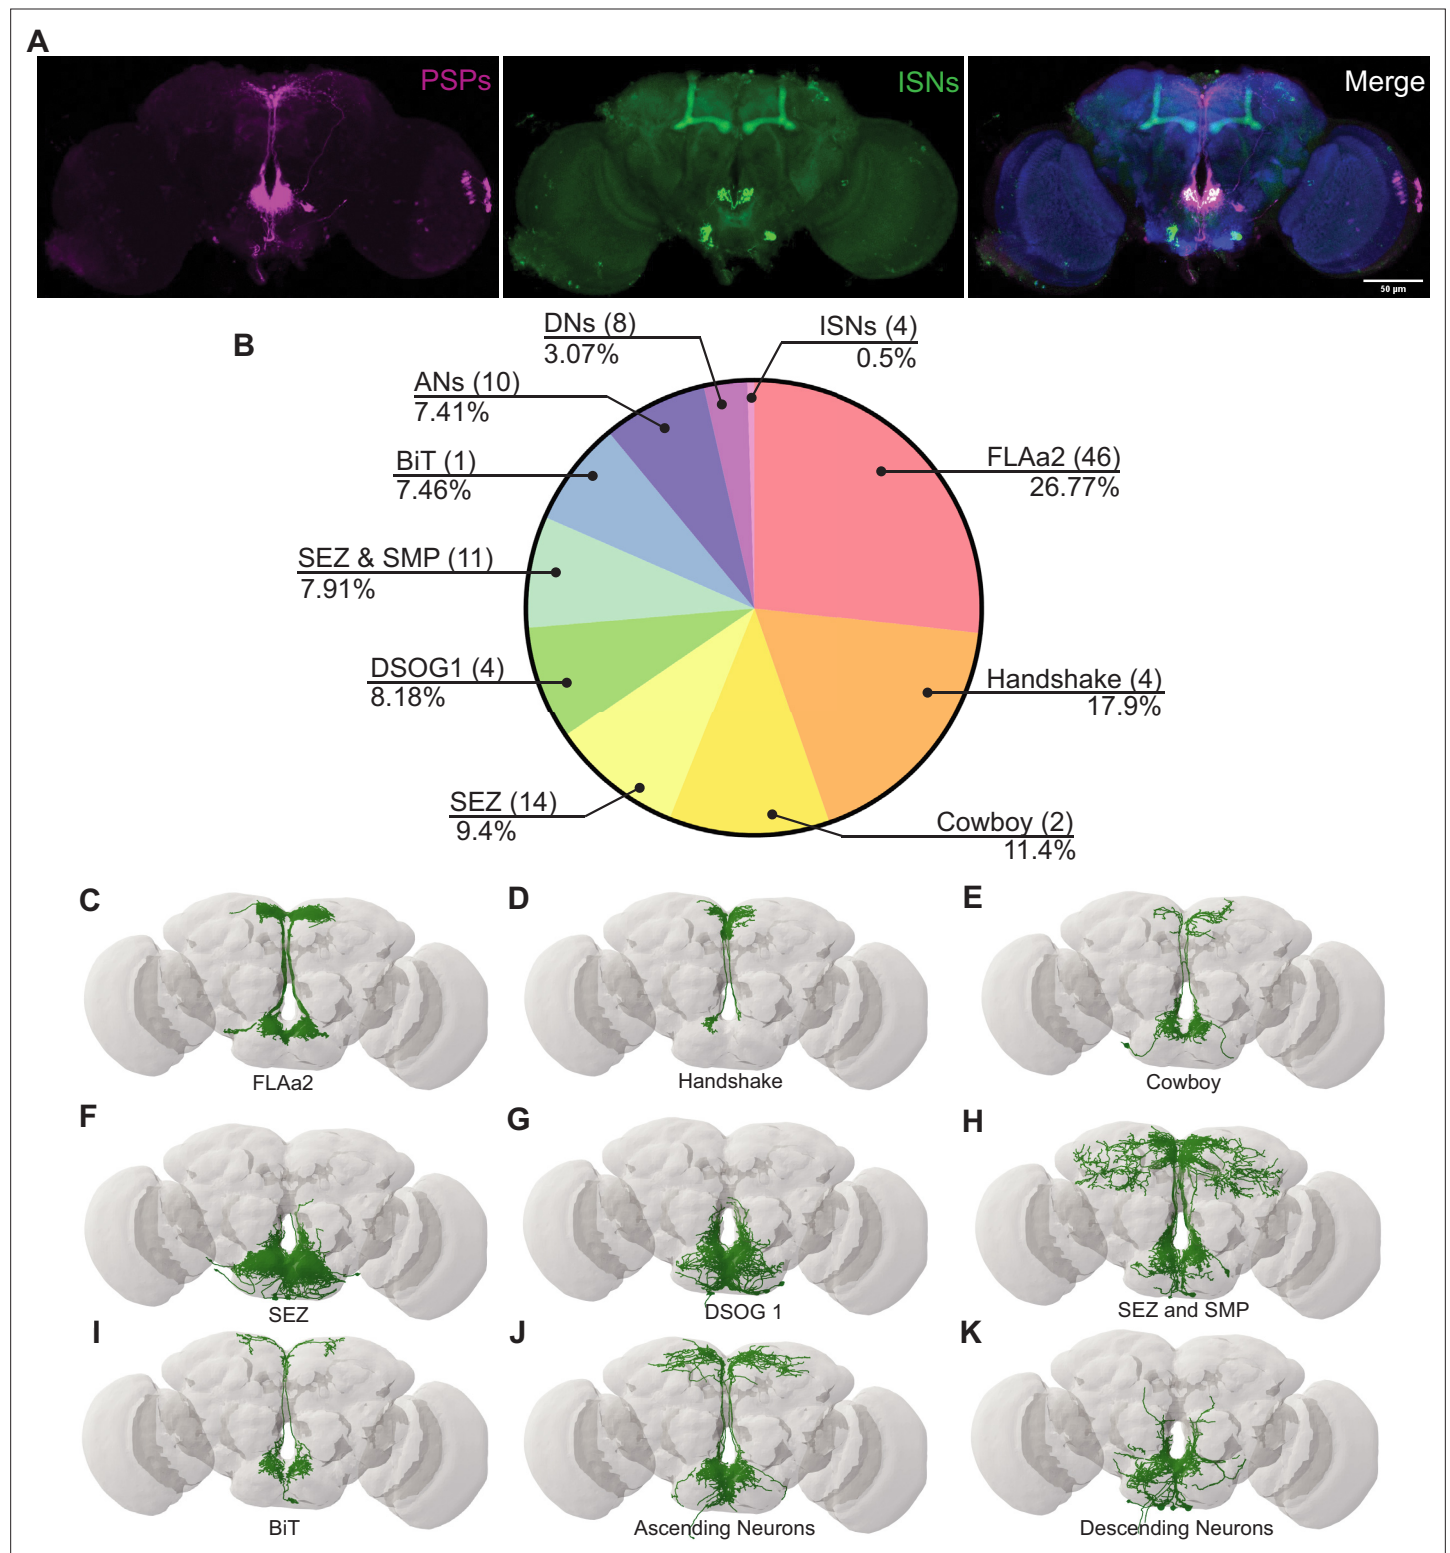 A
PSPs
ISNs
Merge
50 µm
B
DNs (8)
3.07%
ISNs (4)
0.5%
ANs (10)
7.41%
BiT (1)
7.46%
FLAa2 (46)
26.77%
SEZ & SMP (11)
7.91%
DSOG1 (4)
8.18%
Handshake (4)
17.9%
SEZ (14)
9.4%
Cowboy (2)
11.4%
C
FLAa2
D
Handshake
E
Cowboy
F
SEZ
G
DSOG 1
H
SEZ and SMP
I
BiT
J
Ascending Neurons
K
Descending Neurons